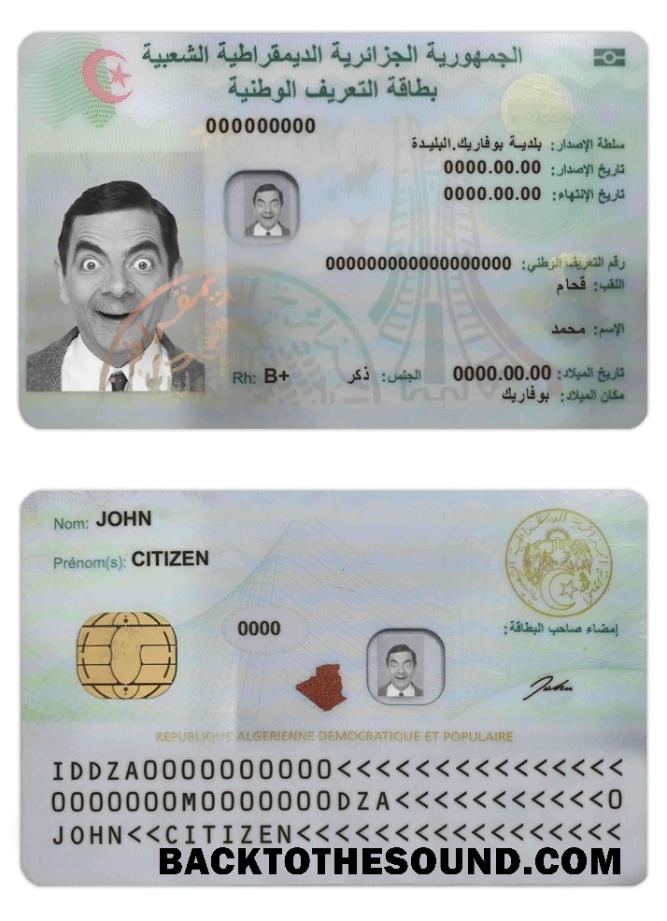 الجمهورية الجزائرية الديمقراطية الشعبية
بطاقة التعريف الوطنية
000000000
سلطة الإصدار: بلدية بوفاريك.البليدة
تاريخ الإصدار: 0000.00.00
تاريخ الإنتهاء: 0000.00.00
رقم التعريف الوطني: 000000000000000000
اللقب: قحام
الإسم: محمد
تاريخ الميلاد: 0000.00.00 الجنس: ذكر Rh: B+
مكان الميلاد: بوفاريك
Nom: JOHN
Prénom(s): CITIZEN
0000
إمضاء صاحب البطاقة:
John
REPUBLIQUE ALGERIENNE DEMOCRATIQUE ET POPULAIRE
IDDZA0000000000<<<<<<<<<<<<<<<
0000000M0000000DZA<<<<<<<<<<<0
JOHN<<CITIZEN<<<<<<<<<<<<<<<<<
BACKTOTHESOUND.COM